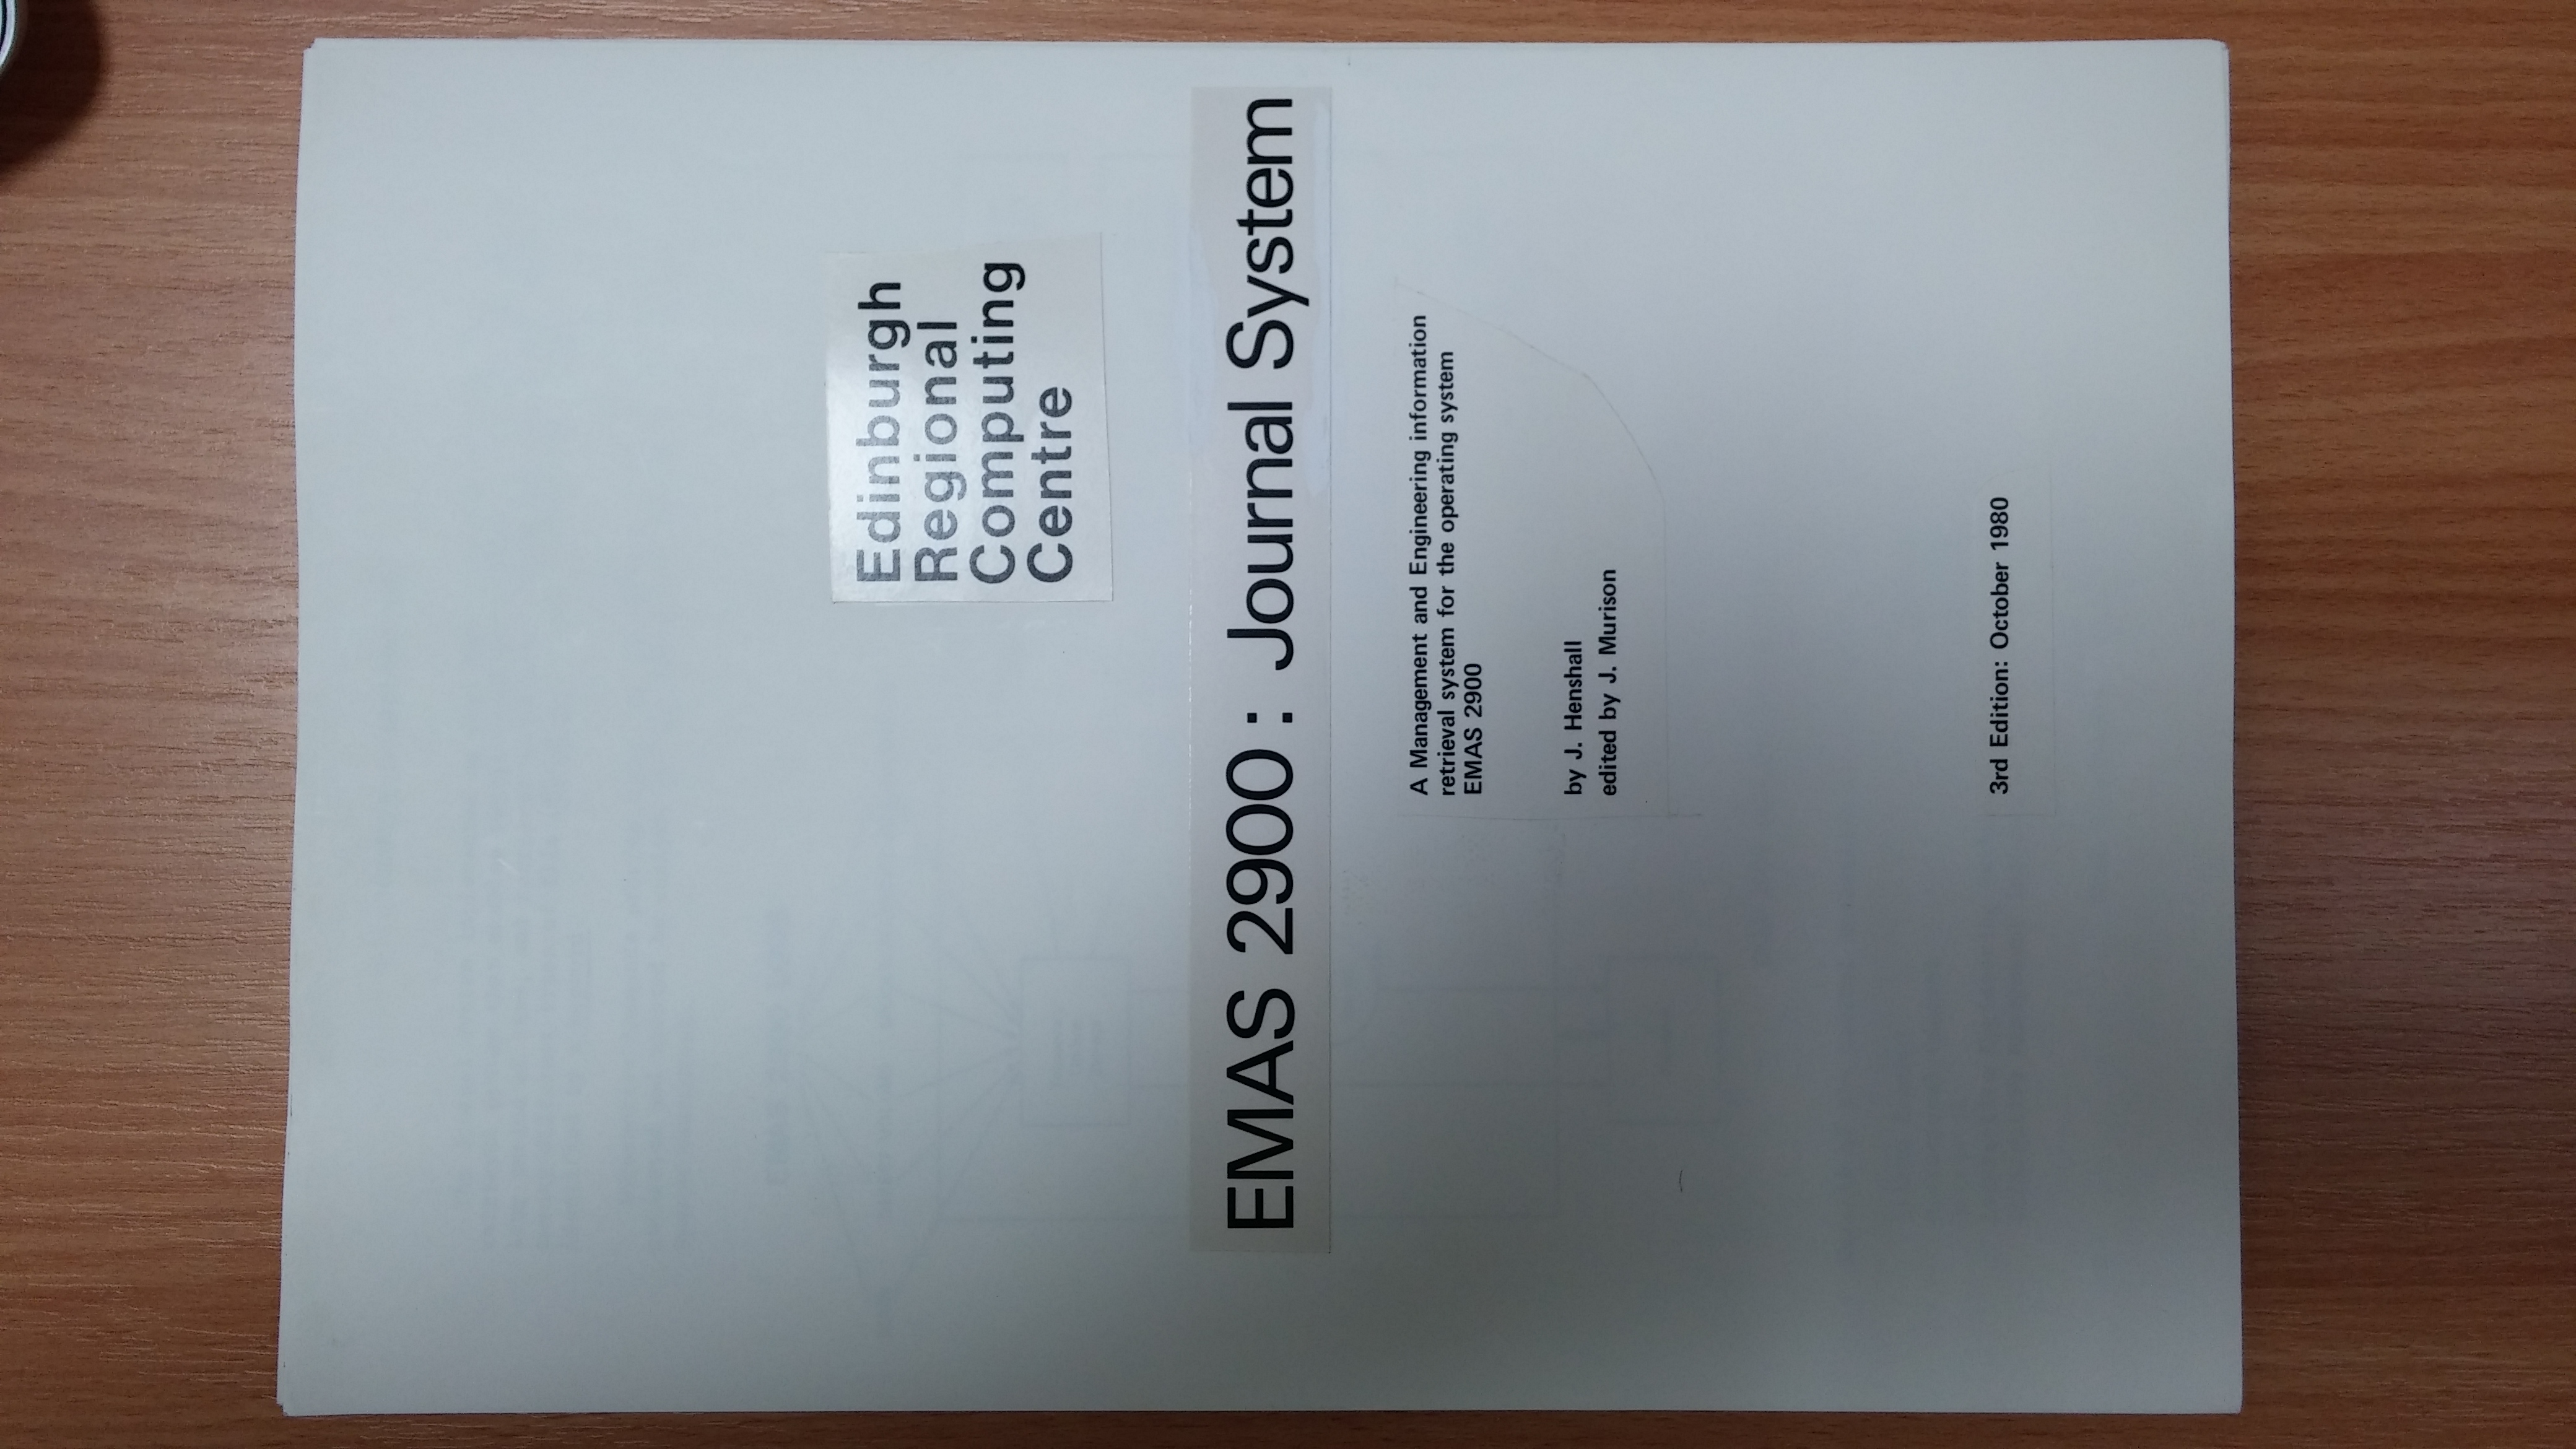 Edinburgh
Regional
Computing
Centre
EMAS 2900 : Journal System
A Management and Engineering information
retrieval system for the operating system
EMAS 2900
by J. Henshall
edited by J. Murison
3rd Edition: October 1980